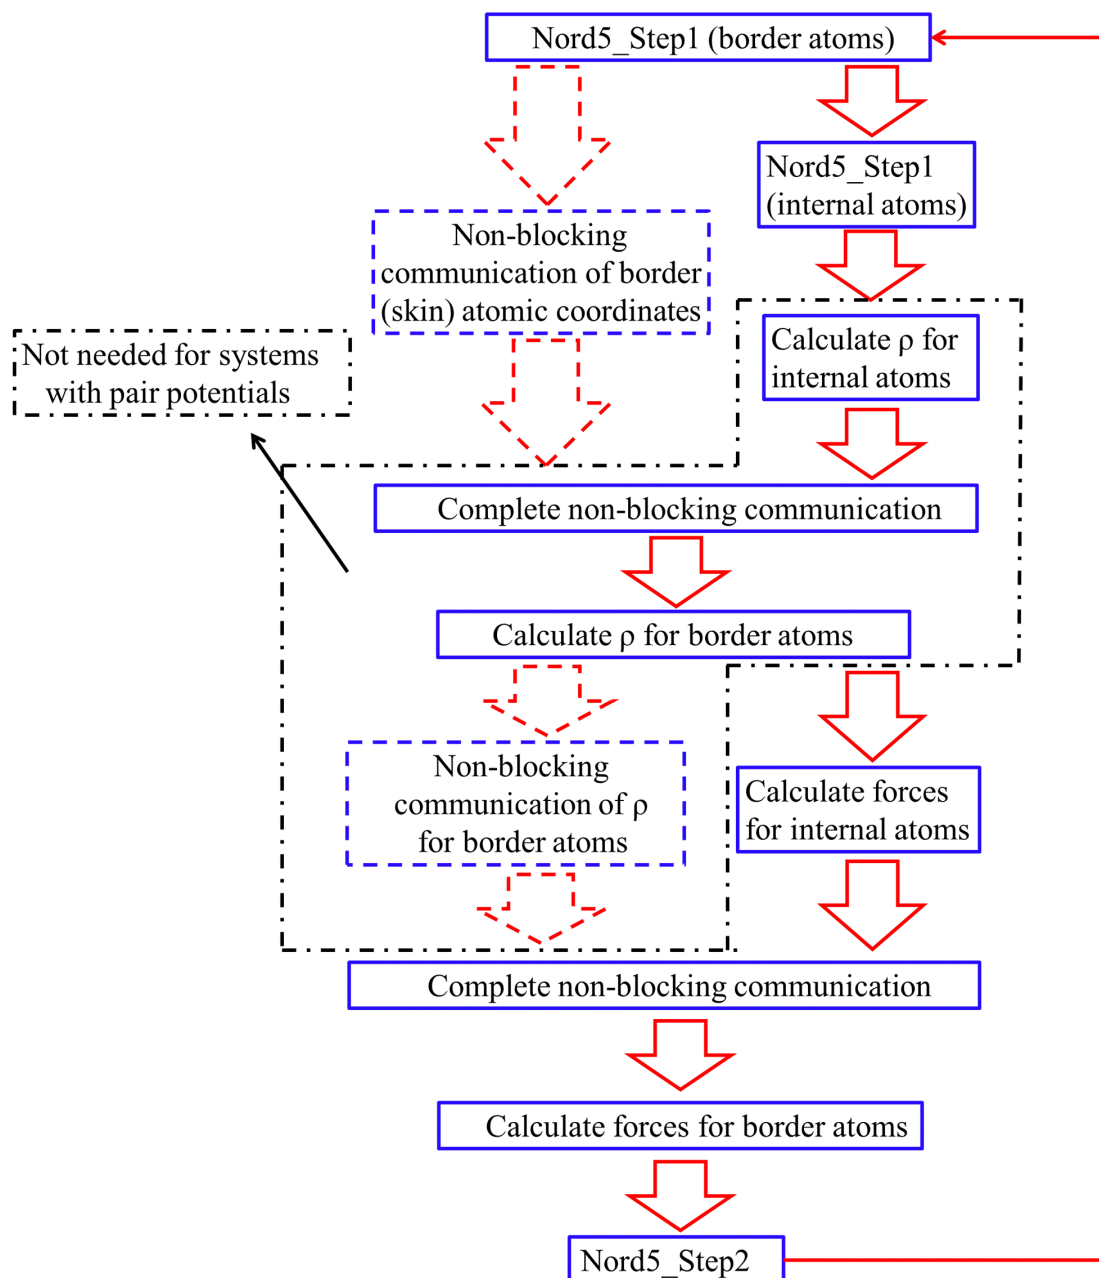 Nord5_Step1 (border atoms)
Nord5_Step1
(internal atoms)
Non-blocking
communication of border
(skin) atomic coordinates
Not needed for systems
with pair potentials
Calculate ρ for
internal atoms
Complete non-blocking communication
Calculate ρ for border atoms
Non-blocking
communication of ρ
for border atoms
Calculate forces
for internal atoms
Complete non-blocking communication
Calculate forces for border atoms
Nord5_Step2